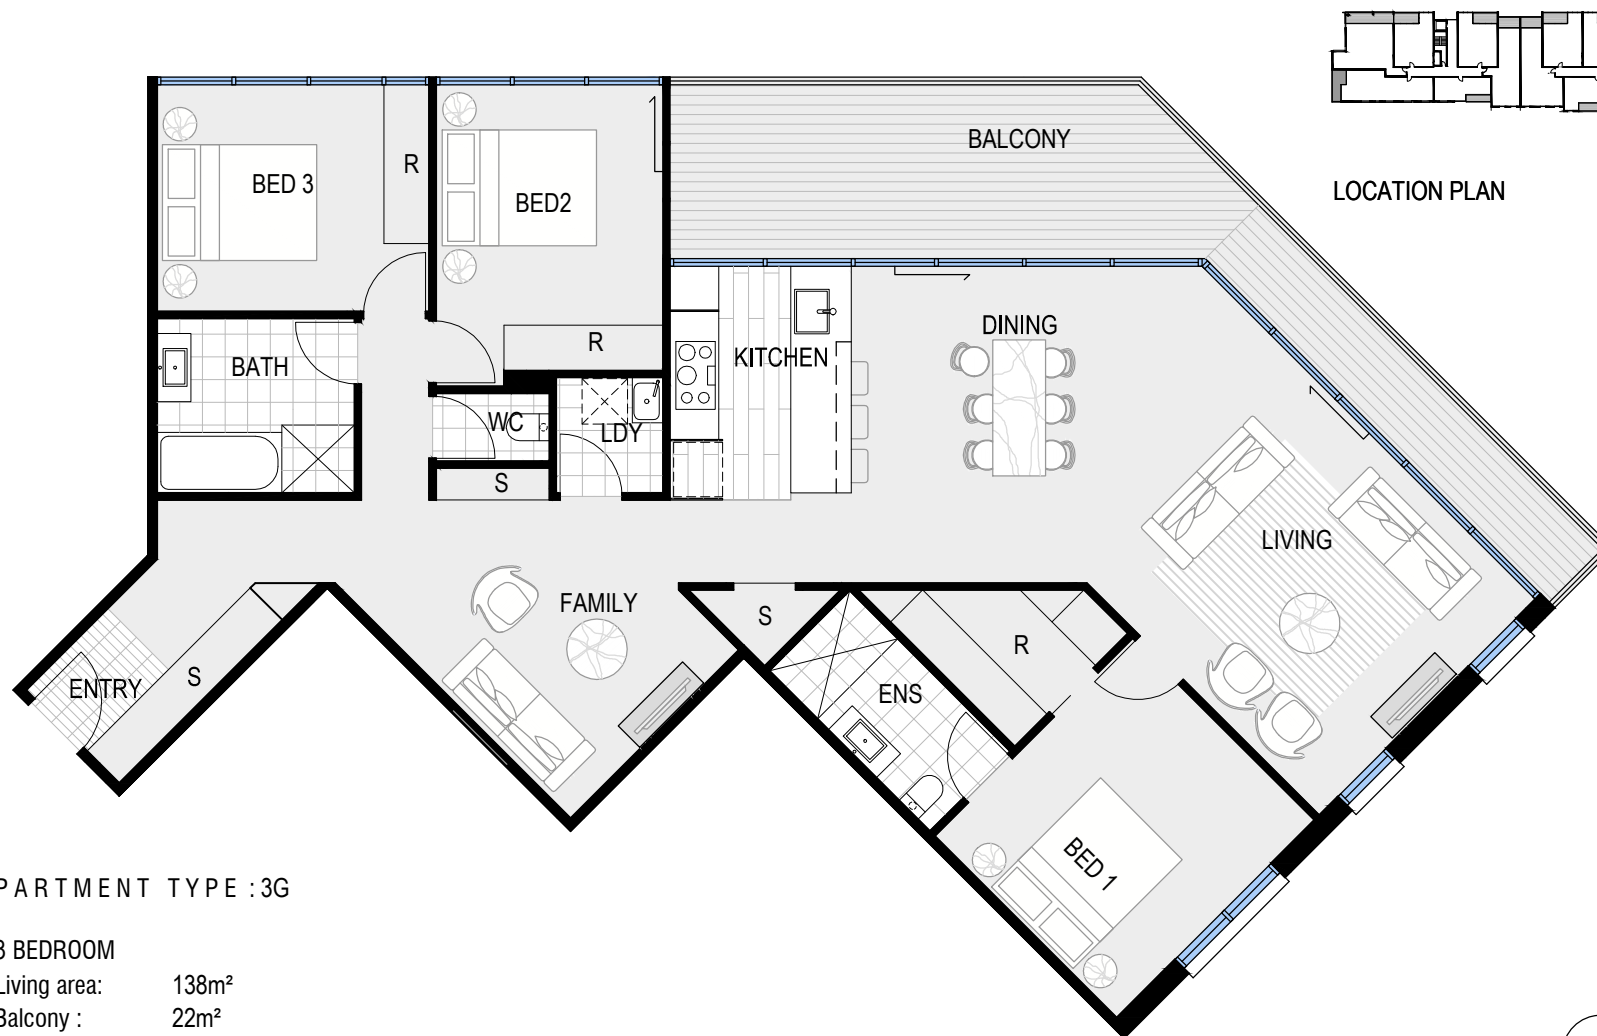 BALCONY
LOCATION PLAN
BED 3
R
BED2
R
BATH
WC
LDY
S
KITCHEN
DINING
LIVING
FAMILY
S
R
ENTRY
S
ENS
BED 1
PARTMENT TYPE : 3G
3 BEDROOM
Living area: 138m²
Balcony : 22m²